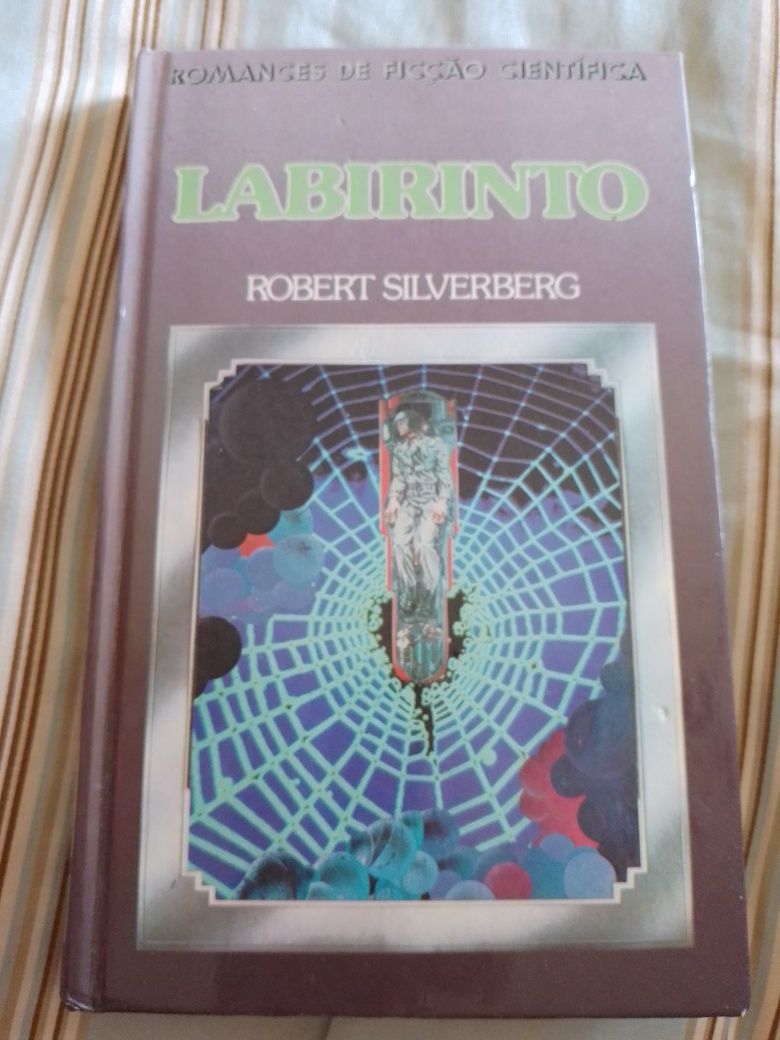 ROMANCES DE FICÇÃO CIENTÍFICA
LABIRINTO
ROBERT SILVERBERG